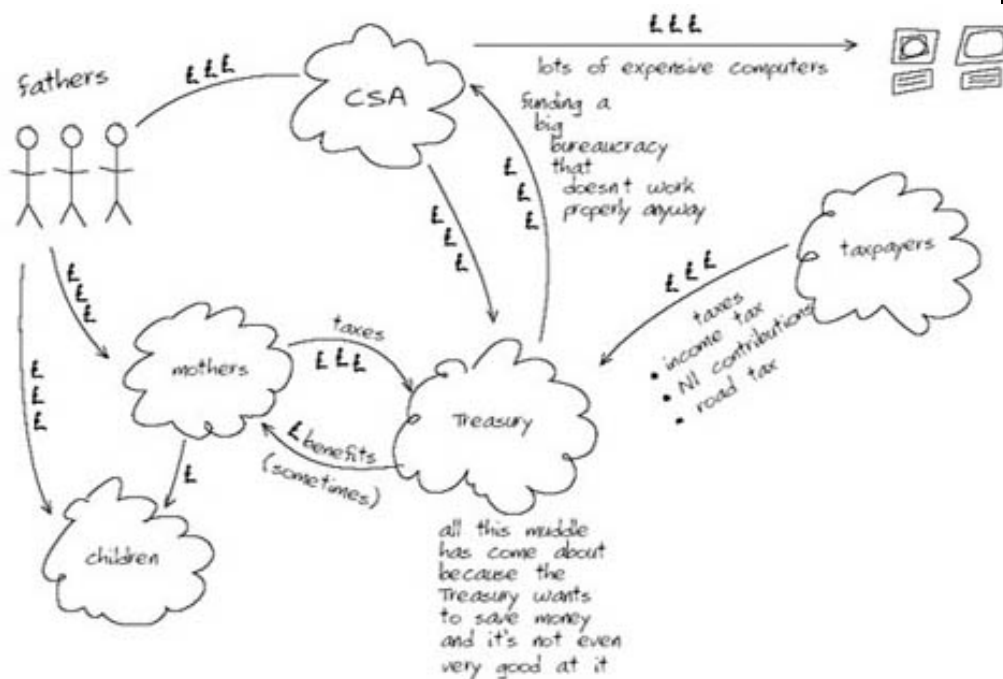 £ £ £
lots of expensive computers
fathers
£ £ £
CSA
funding a
big
bureaucracy
that
doesn't work
properly anyway
£
£
£
£
£
£
taxpayers
£ £ £
taxes
• income tax
• NI contributions
• road tax
£
£
£
£
£
£
mothers
taxes
£ £ £
Treasury
£ benefits
(sometimes)
£
children
all this muddle
has come about
because the
Treasury wants
to save money
and it's not even
very good at it